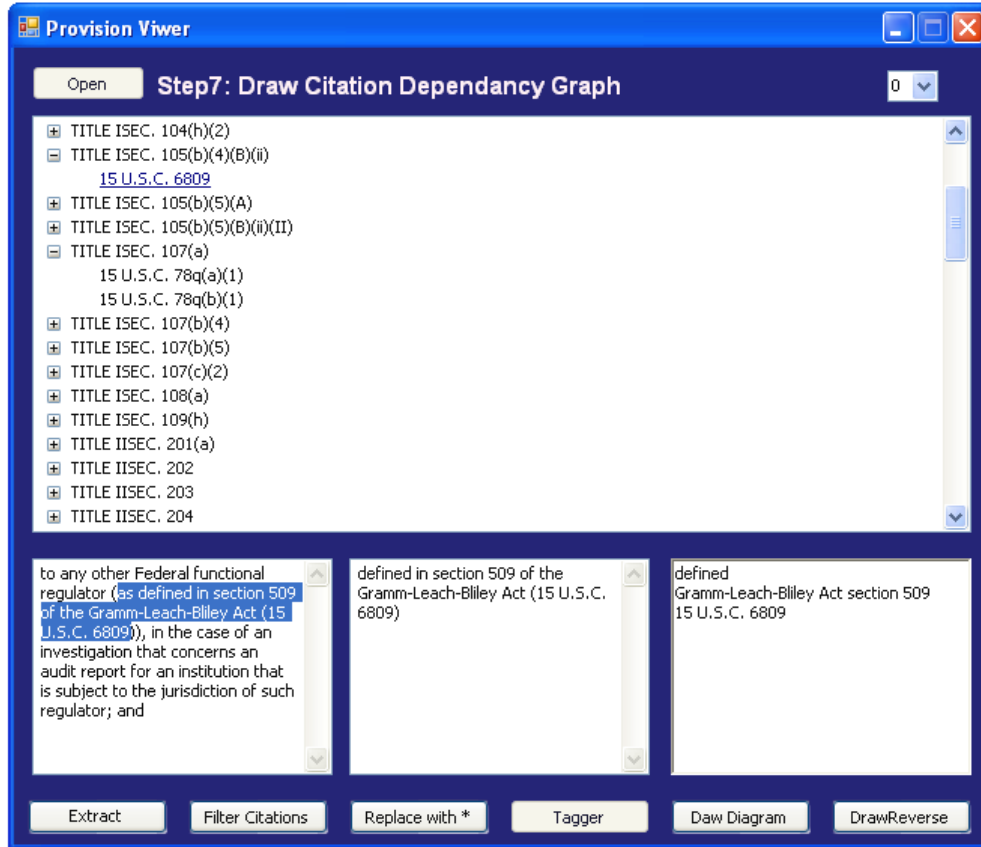 Provision Viwer
Open
Step7: Draw Citation Dependancy Graph
0
TITLE ISEC. 104(h)(2)
TITLE ISEC. 105(b)(4)(B)(ii)
15 U.S.C. 6809
TITLE ISEC. 105(b)(5)(A)
TITLE ISEC. 105(b)(5)(B)(ii)(II)
TITLE ISEC. 107(a)
15 U.S.C. 78q(a)(1)
15 U.S.C. 78q(b)(1)
TITLE ISEC. 107(b)(4)
TITLE ISEC. 107(b)(5)
TITLE ISEC. 107(c)(2)
TITLE ISEC. 108(a)
TITLE ISEC. 109(h)
TITLE IISEC. 201(a)
TITLE IISEC. 202
TITLE IISEC. 203
TITLE IISEC. 204
to any other Federal functional
regulator (as defined in section 509
of the Gramm-Leach-Bliley Act (15
U.S.C. 6809)), in the case of an
investigation that concerns an
audit report for an institution that
is subject to the jurisdiction of such
regulator; and
defined in section 509 of the
Gramm-Leach-Bliley Act (15 U.S.C.
6809)
defined
Gramm-Leach-Bliley Act section 509
15 U.S.C. 6809
Extract
Filter Citations
Replace with *
Tagger
Daw Diagram
DrawReverse